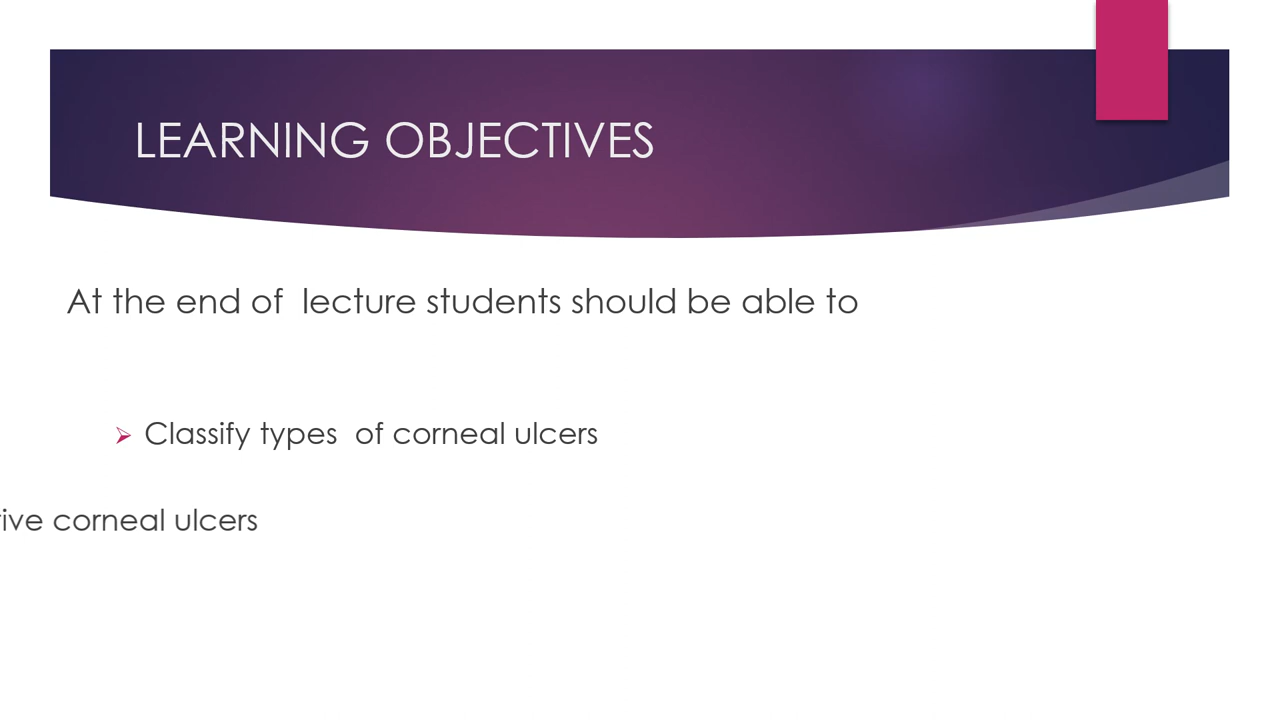 LEARNING OBJECTIVES
At the end of lecture students should be able to
Classify types of corneal ulcers
corneal ulcers